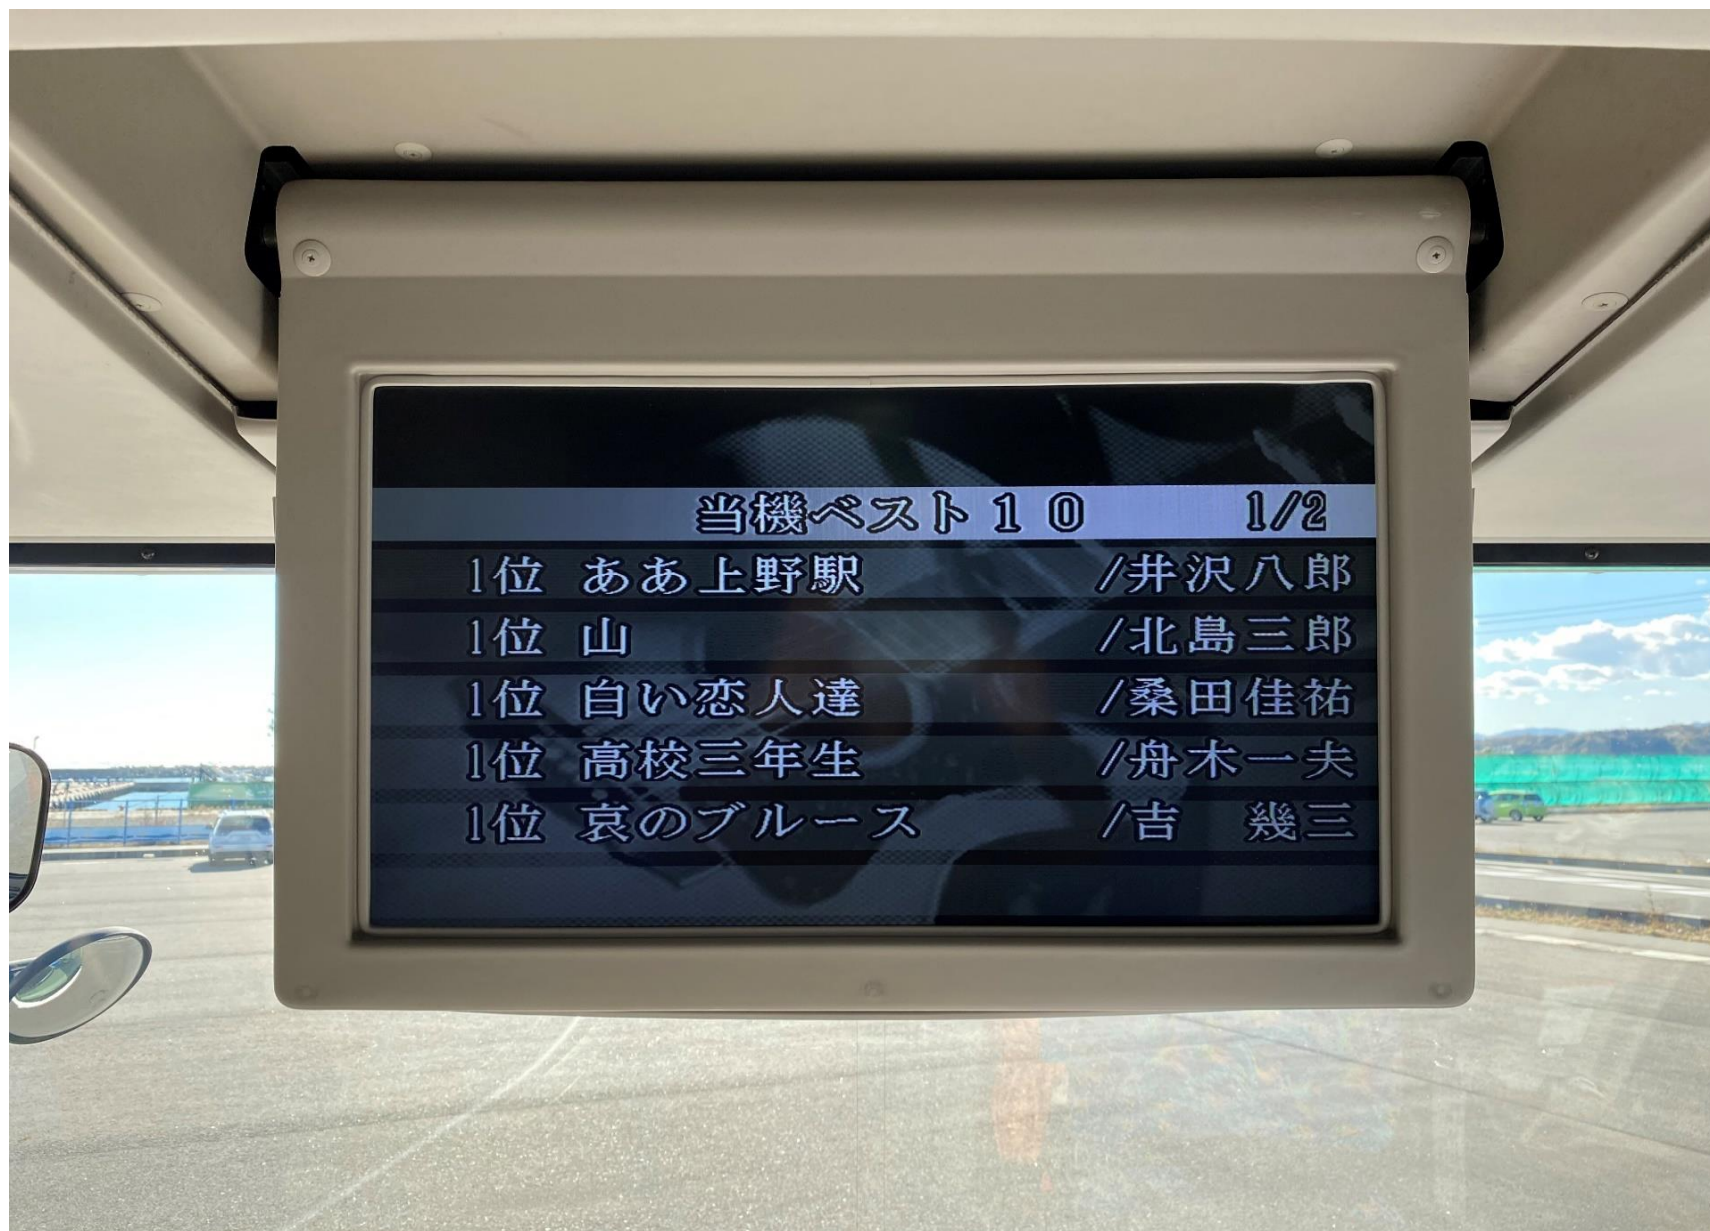 当機ベスト10 1/2
1位 ああ上野駅 /井沢八郎
1位 山 /北島三郎
1位 白い恋人達 /桑田佳祐
1位 高校三年生 /舟木一夫
1位 哀のブルース /吉 幾三